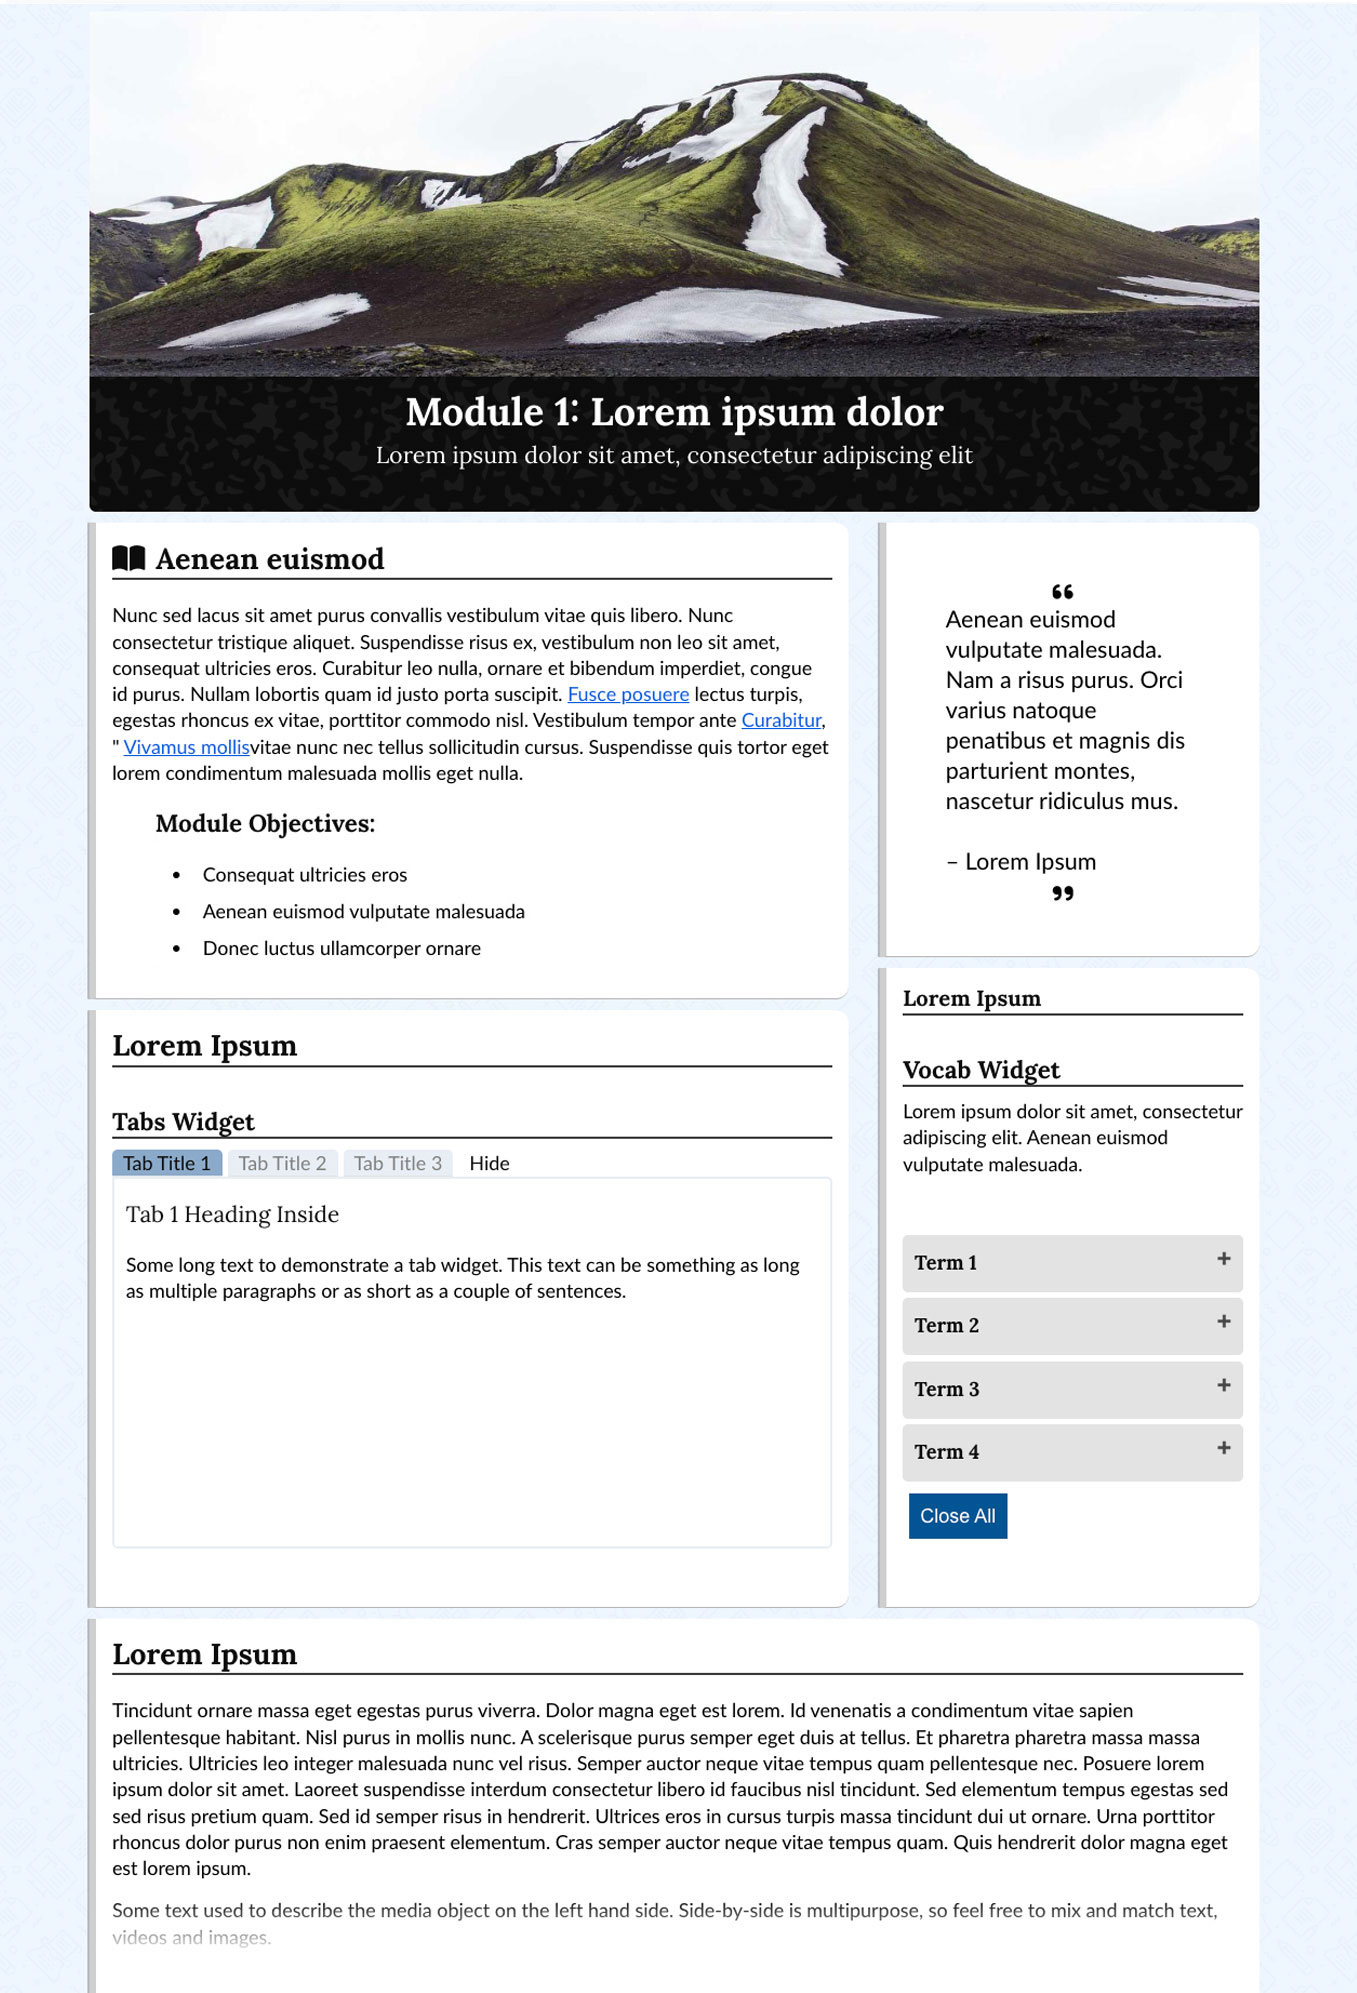 Module 1: Lorem ipsum dolor
Lorem ipsum dolor sit amet, consectetur adipiscing elit
Aenean euismod
Nunc sed lacus sit amet purus convallis vestibulum vitae quis libero. Nunc
consectetur tristique aliquet. Suspendisse risus ex, vestibulum non leo sit amet,
consequat ultricies eros. Curabitur leo nulla, ornare et bibendum imperdiet, congue
id purus. Nullam lobortis quam id justo porta suscipit. Fusce posuere lectus turpis,
egestas rhoncus ex vitae, porttitor commodo nisl. Vestibulum tempor ante Curabitur,
" Vivamus mollisvitae nunc nec tellus sollicitudin cursus. Suspendisse quis tortor eget
lorem condimentum malesuada mollis eget nulla.
Module Objectives:
• Consequat ultricies eros
• Aenean euismod vulputate malesuada
• Donec luctus ullamcorper ornare
❝
Aenean euismod
vulputate malesuada.
Nam a risus purus. Orci
varius natoque
penatibus et magnis dis
parturient montes,
nascetur ridiculus mus.
– Lorem Ipsum
❞
Lorem Ipsum
Tabs Widget
Tab Title 1 Tab Title 2 Tab Title 3 Hide
Tab 1 Heading Inside
Some long text to demonstrate a tab widget. This text can be something as long
as multiple paragraphs or as short as a couple of sentences.
Lorem Ipsum
Vocab Widget
Lorem ipsum dolor sit amet, consectetur
adipiscing elit. Aenean euismod
vulputate malesuada.
Term 1 +
Term 2 +
Term 3 +
Term 4 +
Close All
Lorem Ipsum
Tincidunt ornare massa eget egestas purus viverra. Dolor magna eget est lorem. Id venenatis a condimentum vitae sapien
pellentesque habitant. Nisl purus in mollis nunc. A scelerisque purus semper eget duis at tellus. Et pharetra pharetra massa massa
ultricies. Ultricies leo integer malesuada nunc vel risus. Semper auctor neque vitae tempus quam pellentesque nec. Posuere lorem
ipsum dolor sit amet. Laoreet suspendisse interdum consectetur libero id faucibus nisl tincidunt. Sed elementum tempus egestas sed
sed risus pretium quam. Sed id semper risus in hendrerit. Ultrices eros in cursus turpis massa tincidunt dui ut ornare. Urna porttitor
rhoncus dolor purus non enim praesent elementum. Cras semper auctor neque vitae tempus quam. Quis hendrerit dolor magna eget
est lorem ipsum.
Some text used to describe the media object on the left hand side. Side-by-side is multipurpose, so feel free to mix and match text,
videos and images.